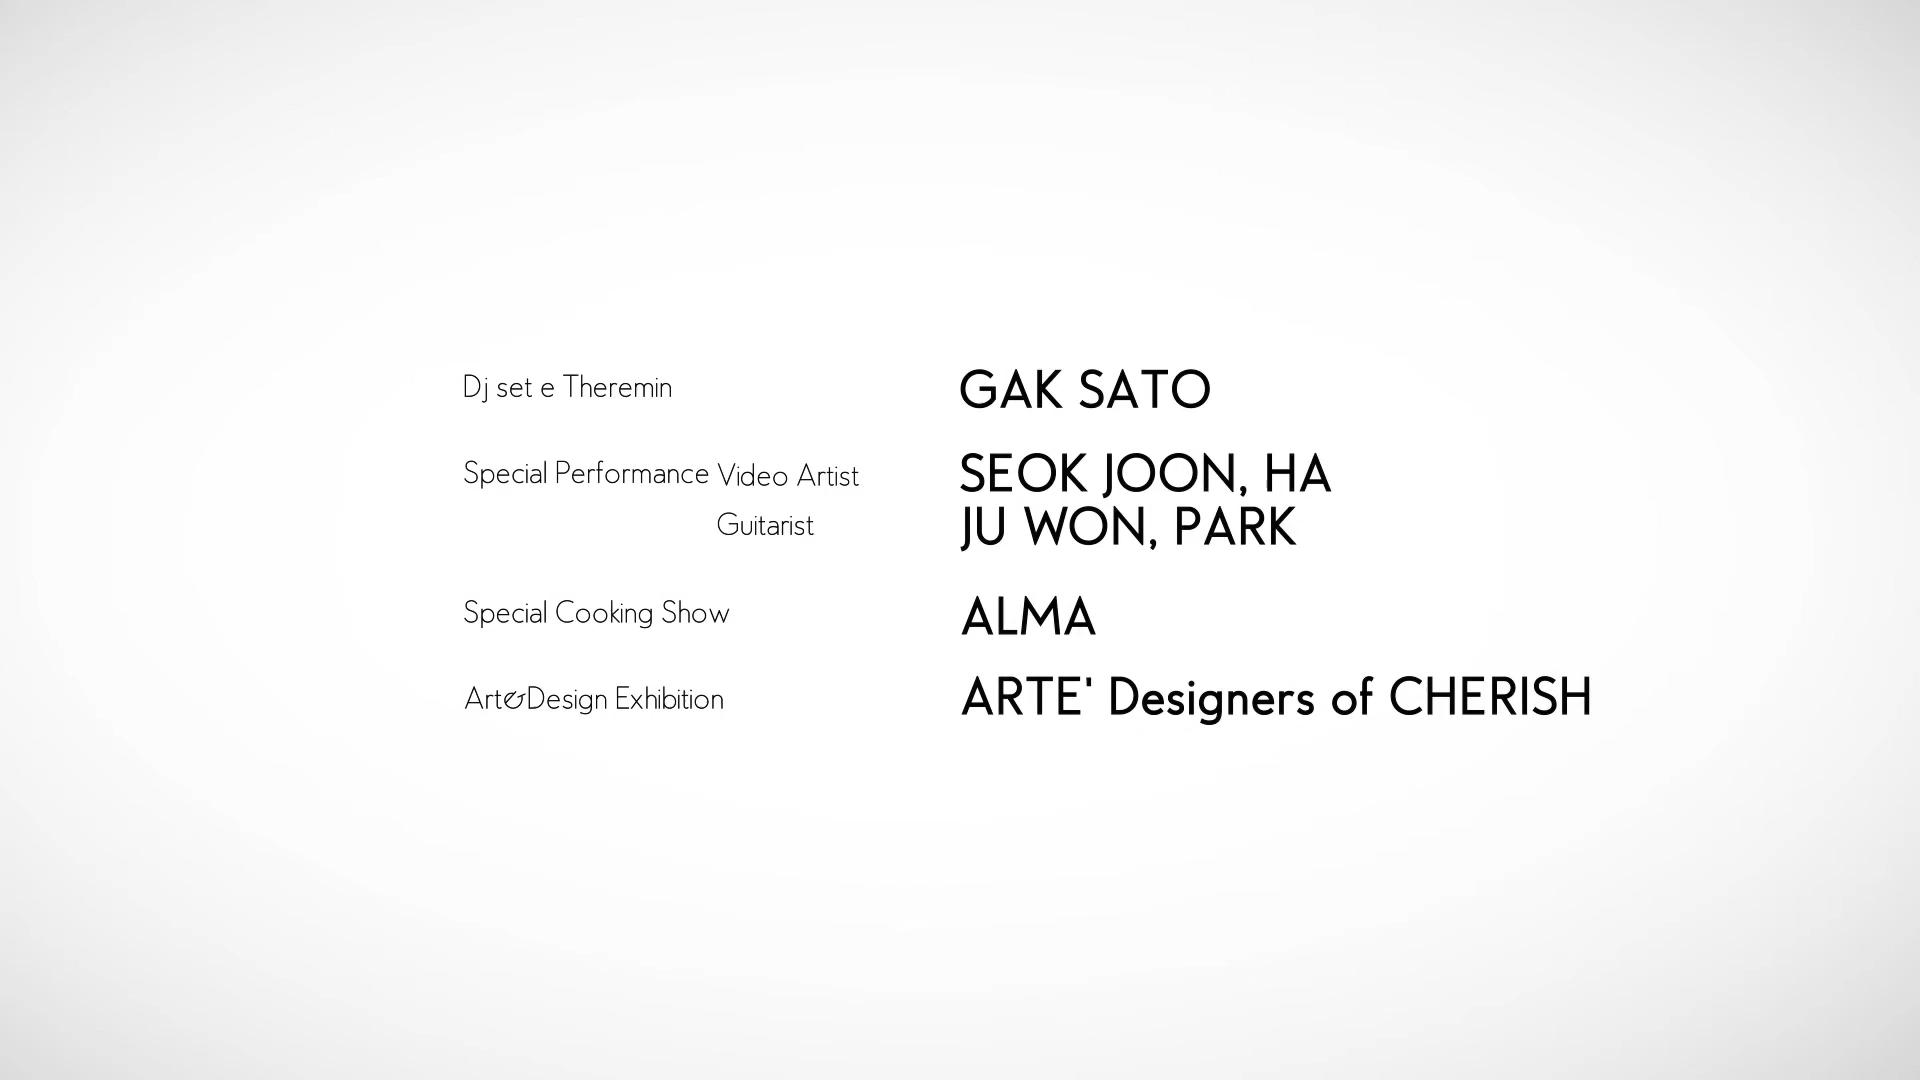 Dj set e Theremin GAK SATO
Special Performance Video Artist SEOK JOON, HA
Guitarist JU WON, PARK
Special Cooking Show ALMA
Art&Design Exhibition ARTE' Designers of CHERISH